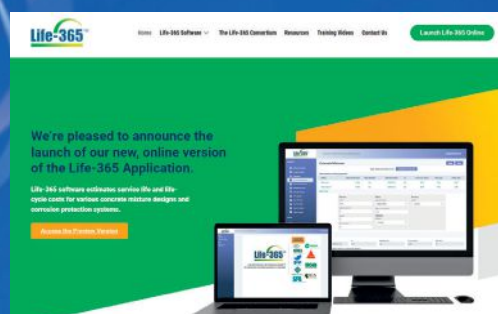 Life-365™
Home Life-365 Software The Life-365 Consortium Resources Training Videos Contact Us Launch Life-365 Online
We're pleased to announce the
launch of our new, online version
of the Life-365 Application.
Life-365 software estimates service life and life-
cycle costs for various concrete mixture designs and
corrosion protection systems.
Access the Preview Version
Life-365